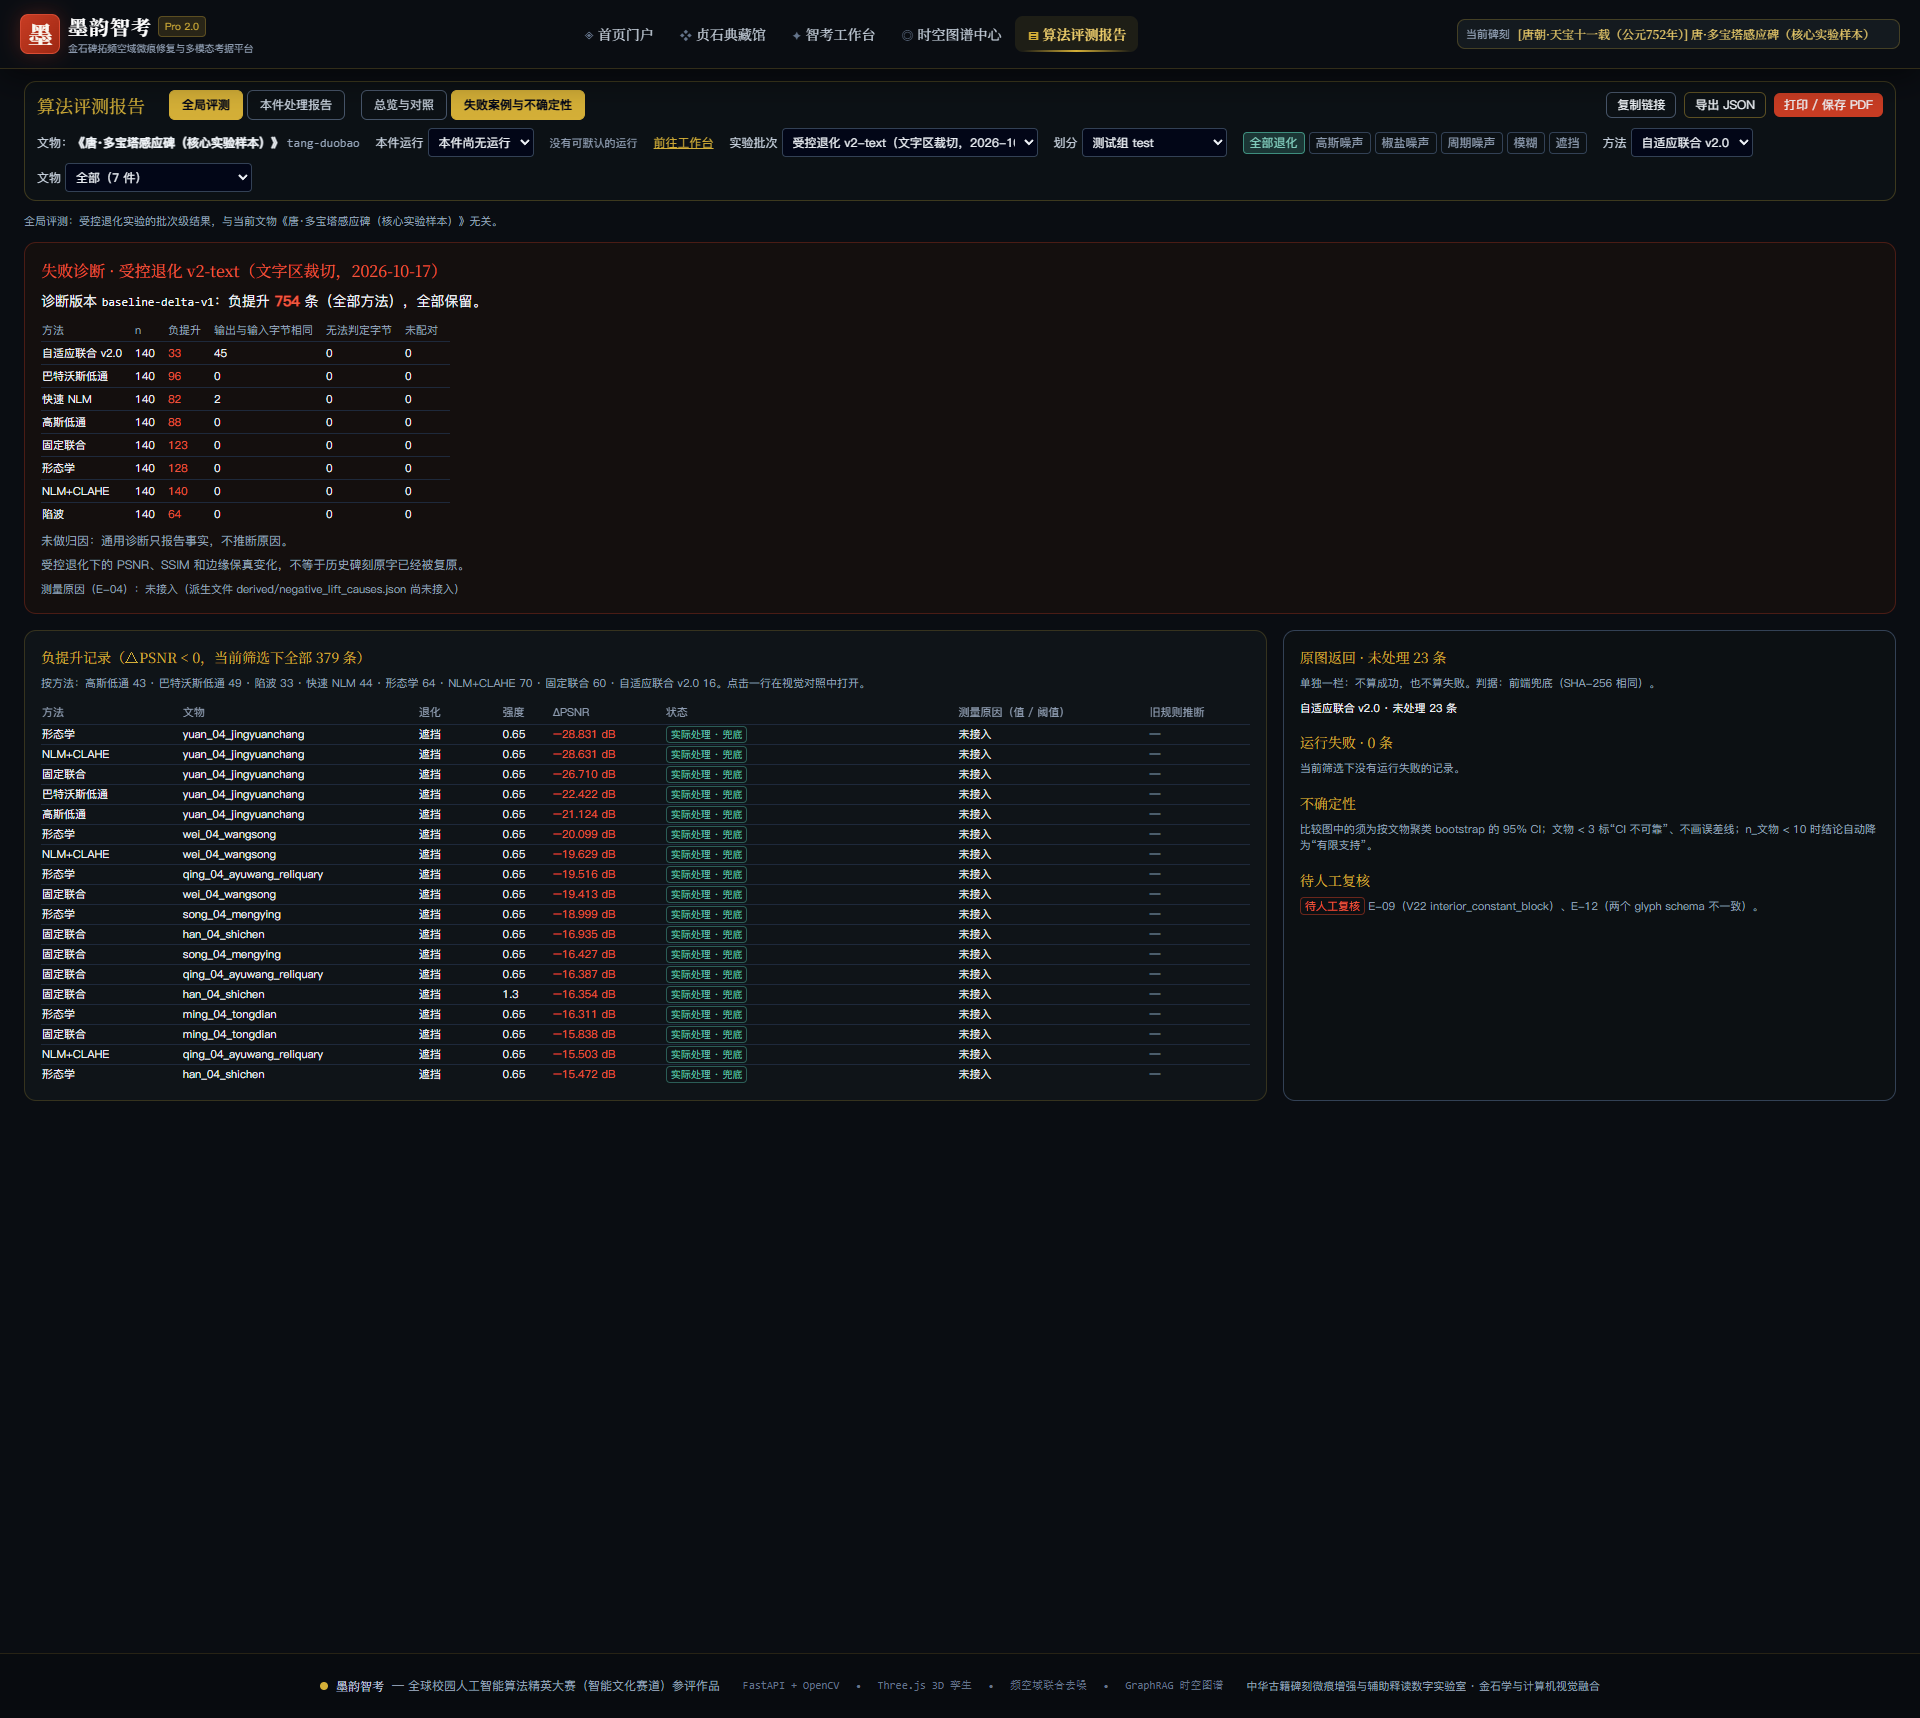 墨 墨韵智考 Pro 2.0
金石碑拓频空域微痕修复与多模态考据平台
首页门户 贞石典藏馆 智考工作台 时空图谱中心 算法评测报告
当前碑刻 [唐朝·天宝十一载（公元752年）] 唐·多宝塔感应碑（核心实验样本）
算法评测报告 全局评测 本件处理报告 总览与对照 失败案例与不确定性 复制链接 导出 JSON 打印 / 保存 PDF
文物： 《唐·多宝塔感应碑（核心实验样本）》 tang-duobao 本件运行 本件尚无运行 没有可默认的运行 前往工作台 实验批次 受控退化 v2-text（文字区裁切，2026-1 划分 测试组 test 全部退化 高斯噪声 椒盐噪声 周期噪声 模糊 遮挡 方法 自适应联合 v2.0
文物 全部（7 件）
全局评测：受控退化实验的批次级结果，与当前文物《唐·多宝塔感应碑（核心实验样本）》无关。
失败诊断 · 受控退化 v2-text（文字区裁切，2026-10-17）
诊断版本 baseline-delta-v1：负提升 754 条（全部方法），全部保留。
方法 n 负提升 输出与输入字节相同 无法判定字节 未配对
自适应联合 v2.0 140 33 45 0 0
巴特沃斯低通 140 96 0 0 0
快速 NLM 140 82 2 0 0
高斯低通 140 88 0 0 0
固定联合 140 123 0 0 0
形态学 140 128 0 0 0
NLM+CLAHE 140 140 0 0 0
陷波 140 64 0 0 0
未做归因：通用诊断只报告事实，不推断原因。
受控退化下的 PSNR、SSIM 和边缘保真变化，不等于历史碑刻原字已经被复原。
测量原因（E-04）：未接入（派生文件 derived/negative_lift_causes.json 尚未接入）
负提升记录（△PSNR < 0，当前筛选下全部 379 条）
按方法：高斯低通 43 · 巴特沃斯低通 49 · 陷波 33 · 快速 NLM 44 · 形态学 64 · NLM+CLAHE 70 · 固定联合 60 · 自适应联合 v2.0 16。点击一行在视觉对照中打开。
方法 文物 退化 强度 ΔPSNR 状态 测量原因（值 / 阈值） 旧规则推断
形态学 yuan_04_jingyuanchang 遮挡 0.65 −28.831 dB 实际处理 · 兜底 未接入 —
NLM+CLAHE yuan_04_jingyuanchang 遮挡 0.65 −28.631 dB 实际处理 · 兜底 未接入 —
固定联合 yuan_04_jingyuanchang 遮挡 0.65 −26.710 dB 实际处理 · 兜底 未接入 —
巴特沃斯低通 yuan_04_jingyuanchang 遮挡 0.65 −22.422 dB 实际处理 · 兜底 未接入 —
高斯低通 yuan_04_jingyuanchang 遮挡 0.65 −21.124 dB 实际处理 · 兜底 未接入 —
形态学 wei_04_wangsong 遮挡 0.65 −20.099 dB 实际处理 · 兜底 未接入 —
NLM+CLAHE wei_04_wangsong 遮挡 0.65 −19.629 dB 实际处理 · 兜底 未接入 —
形态学 qing_04_ayuwang_reliquary 遮挡 0.65 −19.516 dB 实际处理 · 兜底 未接入 —
固定联合 wei_04_wangsong 遮挡 0.65 −19.413 dB 实际处理 · 兜底 未接入 —
形态学 song_04_mengying 遮挡 0.65 −18.999 dB 实际处理 · 兜底 未接入 —
固定联合 han_04_shichen 遮挡 0.65 −16.935 dB 实际处理 · 兜底 未接入 —
固定联合 song_04_mengying 遮挡 0.65 −16.427 dB 实际处理 · 兜底 未接入 —
固定联合 qing_04_ayuwang_reliquary 遮挡 0.65 −16.387 dB 实际处理 · 兜底 未接入 —
固定联合 han_04_shichen 遮挡 1.3 −16.354 dB 实际处理 · 兜底 未接入 —
形态学 ming_04_tongdian 遮挡 0.65 −16.311 dB 实际处理 · 兜底 未接入 —
固定联合 ming_04_tongdian 遮挡 0.65 −15.838 dB 实际处理 · 兜底 未接入 —
NLM+CLAHE qing_04_ayuwang_reliquary 遮挡 0.65 −15.503 dB 实际处理 · 兜底 未接入 —
形态学 han_04_shichen 遮挡 0.65 −15.472 dB 实际处理 · 兜底 未接入 —
原图返回 · 未处理 23 条
单独一栏：不算成功，也不算失败。判据：前端兜底（SHA-256 相同）。
自适应联合 v2.0 · 未处理 23 条
运行失败 · 0 条
当前筛选下没有运行失败的记录。
不确定性
比较图中的须为按文物聚类 bootstrap 的 95% CI；文物 < 3 标“CI 不可靠”、不画误差线；n_文物 < 10 时结论自动降
为“有限支持”。
待人工复核
待人工复核 E-09（V22 interior_constant_block）、E-12（两个 glyph schema 不一致）。
墨韵智考 — 全球校园人工智能算法精英大赛（智能文化赛道）参评作品 FastAPI + OpenCV • Three.js 3D 孪生 • 频空域联合去噪 • GraphRAG 时空图谱 中华古籍碑刻微痕增强与辅助释读数字实验室 · 金石学与计算机视觉融合